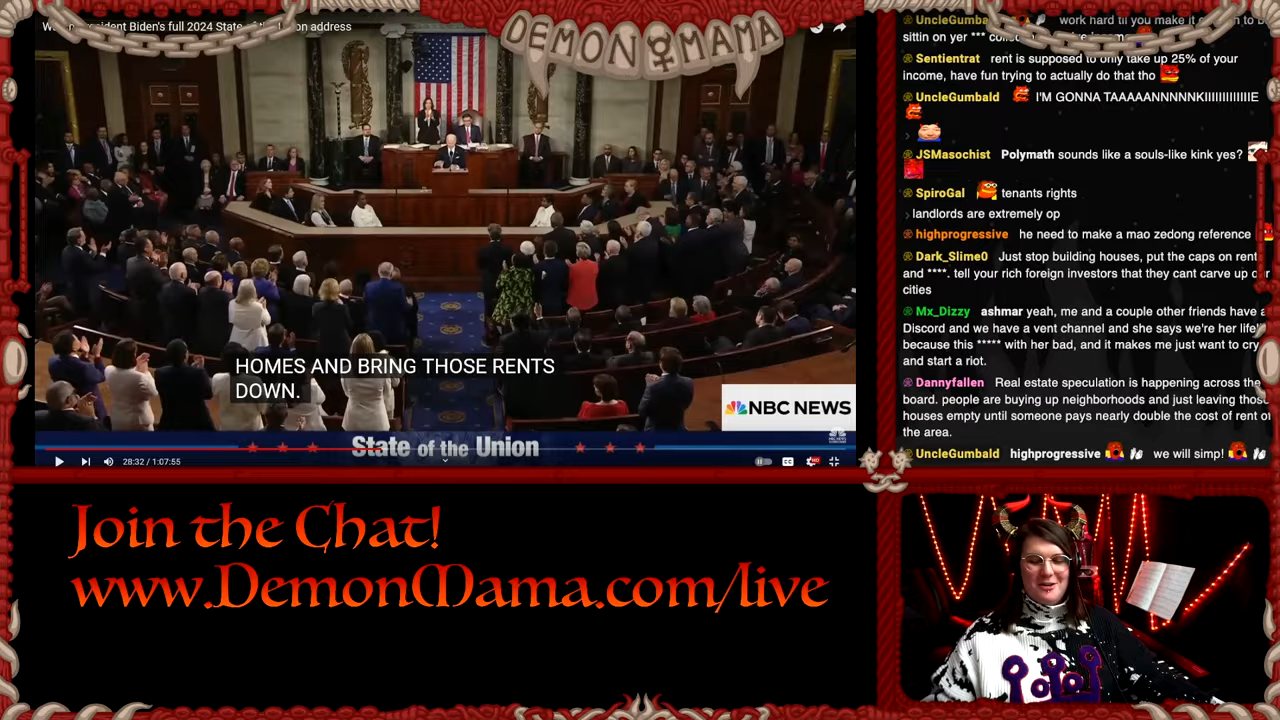 President Biden's full 2024 State
address
DEMON MAMA
HOMES AND BRING THOSE RENTS
DOWN.
NBC NEWS
State of the Union
28:32 / 1:07:55
CC
HD
UncleGumba
work hard til you make it
sittin on yer ***
Sentientrat rent is supposed to only take up 25% of your
income, have fun trying to actually do that tho
UncleGumbald I'M GONNA
JSMasochist Polymath sounds like a souls-like kink yes?
SpiroGal tenants rights
landlords are extremely op
highprogressive he need to make a mao zedong reference
Dark_Slime0 Just stop building houses, put the caps on rent
and ****. tell your rich foreign investors that they cant carve up
cities
Mx_Dizzy ashmar yeah, me and a couple other friends have a
Discord and we have a vent channel and she says we're her life
because this ***** with her bad, and it makes me just want to cry
and start a riot.
Dannyfallen Real estate speculation is happening across the
board. people are buying up neighborhoods and just leaving those
houses empty until someone pays nearly double the cost of rent
the area.
UncleGumbald highprogressive we will simp!
Join the Chat!
www.DemonMama.com/live